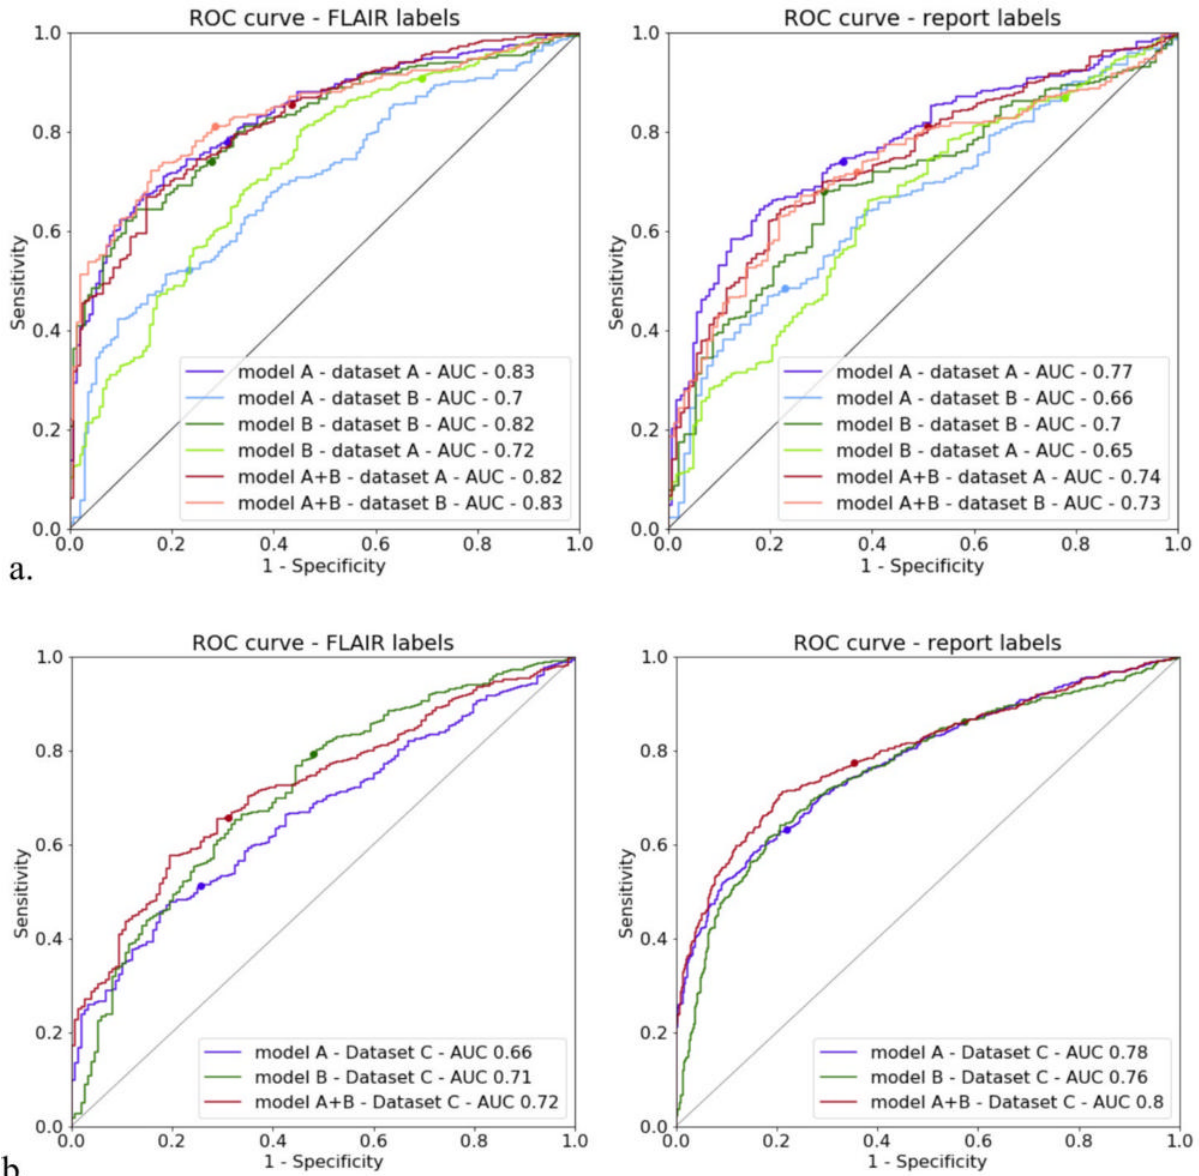 ROC curve - FLAIR labels
1.0
0.8
0.6
0.4
0.2
0.0
Sensitivity
model A - dataset A - AUC - 0.83
model A - dataset B - AUC - 0.7
model B - dataset B - AUC - 0.82
model B - dataset A - AUC - 0.72
model A+B - dataset A - AUC - 0.82
model A+B - dataset B - AUC - 0.83
0.0 0.2 0.4 0.6 0.8 1.0
1 - Specificity
ROC curve - report labels
1.0
0.8
0.6
0.4
0.2
0.0
Sensitivity
model A - dataset A - AUC - 0.77
model A - dataset B - AUC - 0.66
model B - dataset B - AUC - 0.7
model B - dataset A - AUC - 0.65
model A+B - dataset A - AUC - 0.74
model A+B - dataset B - AUC - 0.73
0.0 0.2 0.4 0.6 0.8 1.0
1 - Specificity
a.
ROC curve - FLAIR labels
1.0
0.8
0.6
0.4
0.2
0.0
Sensitivity
model A - Dataset C - AUC 0.66
model B - Dataset C - AUC 0.71
model A+B - Dataset C - AUC 0.72
0.0 0.2 0.4 0.6 0.8 1.0
1 - Specificity
ROC curve - report labels
1.0
0.8
0.6
0.4
0.2
0.0
Sensitivity
model A - Dataset C - AUC 0.78
model B - Dataset C - AUC 0.76
model A+B - Dataset C - AUC 0.8
0.0 0.2 0.4 0.6 0.8 1.0
1 - Specificity
b.